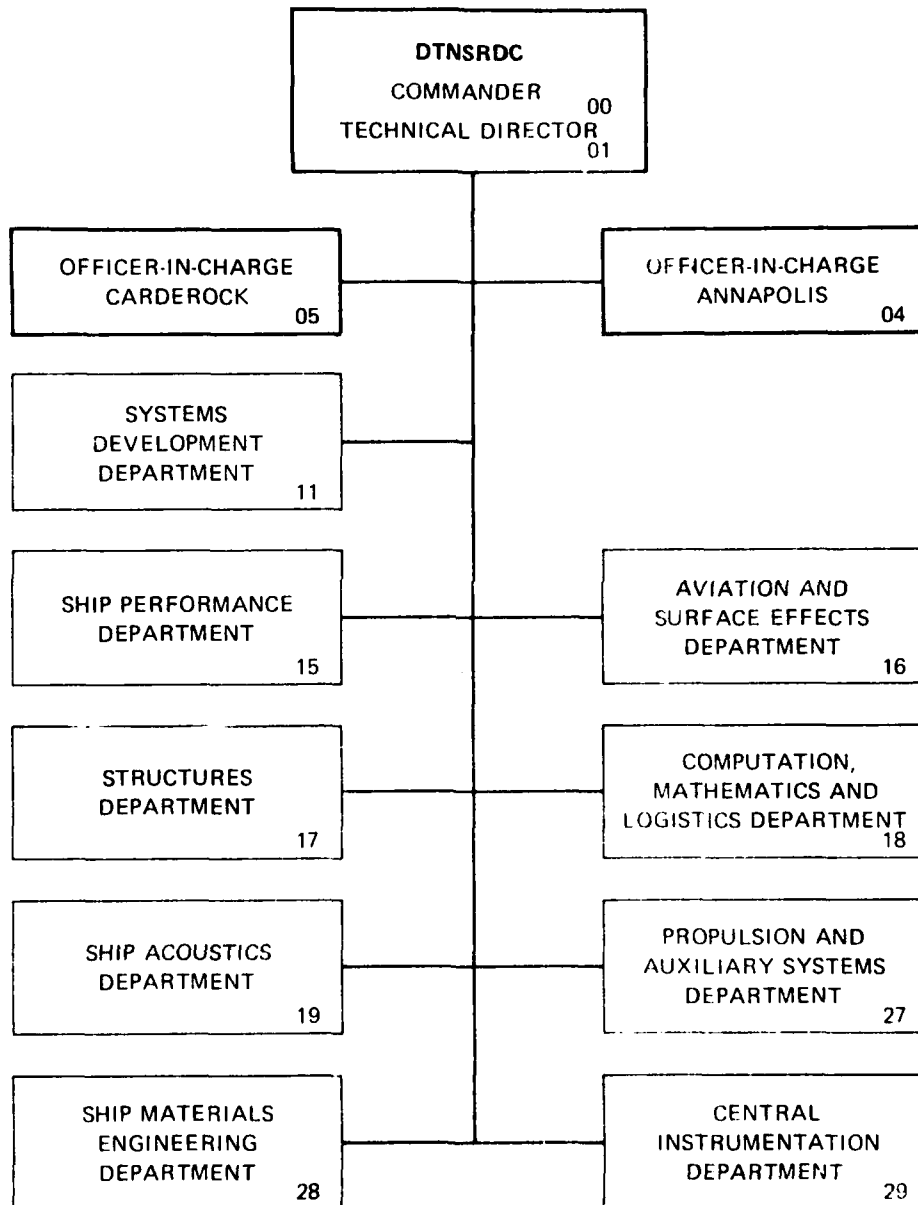 DTNSRDC
COMMANDER
00
TECHNICAL DIRECTOR
01
OFFICER-IN-CHARGE
CARDEROCK
05
OFFICER-IN-CHARGE
ANNAPOLIS
04
SYSTEMS
DEVELOPMENT
DEPARTMENT
11
SHIP PERFORMANCE
DEPARTMENT
15
AVIATION AND
SURFACE EFFECTS
DEPARTMENT
16
STRUCTURES
DEPARTMENT
17
COMPUTATION,
MATHEMATICS AND
LOGISTICS DEPARTMENT
18
SHIP ACOUSTICS
DEPARTMENT
19
PROPULSION AND
AUXILIARY SYSTEMS
DEPARTMENT
27
SHIP MATERIALS
ENGINEERING
DEPARTMENT
28
CENTRAL
INSTRUMENTATION
DEPARTMENT
29